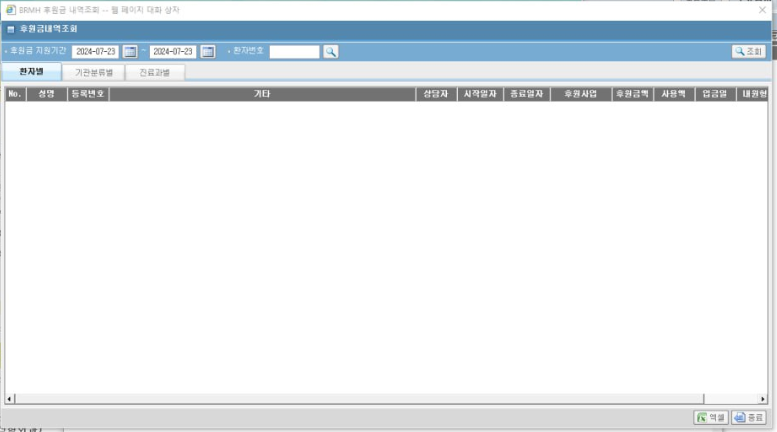 BRMH 후원금 내역조회 -- 웹 페이지 대화 상자
후원금내역조회
· 후원금 지원기간 2024-07-23 ~ 2024-07-23 · 환자번호 조회
환자별 기관분류별 진료과별
No. 성명 등록번호 기타 상담자 시작일자 종료일자 후원사업 후원금액 사용액 입금일 내원형
엑셀 종료